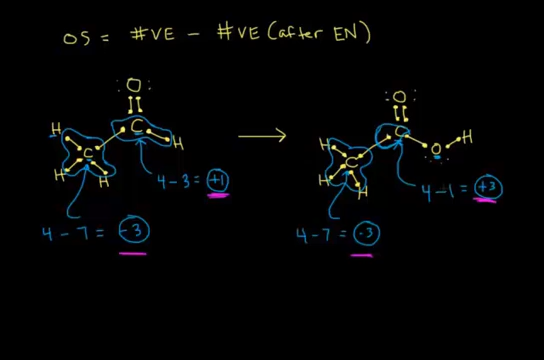 OS = #VE - #VE (after EN)
:O: :O:
H C H C O H
H C H C
H H H H
4 - 3 = +1 4 - 1 = +3
4 - 7 = -3 4 - 7 = -3